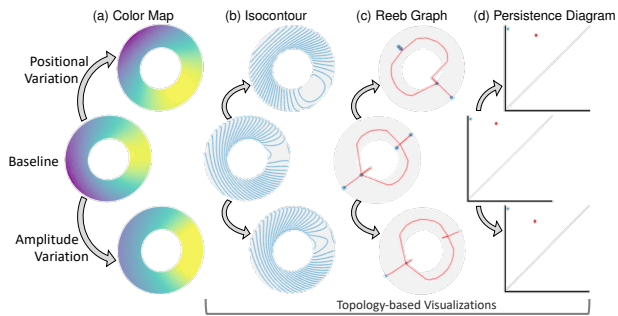 (a) Color Map (b) Isocontour (c) Reeb Graph (d) Persistence Diagram
Positional
Variation
Baseline
Amplitude
Variation
Topology-based Visualizations